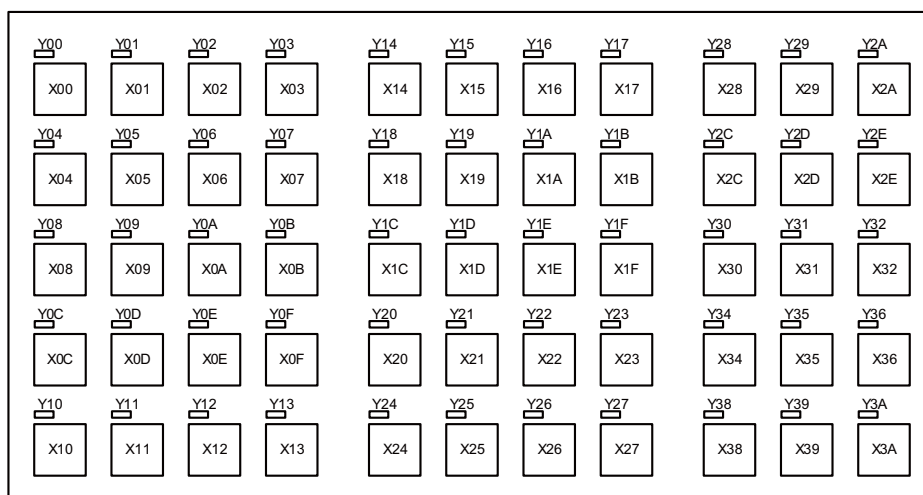 Y00 Y01 Y02 Y03 Y14 Y15 Y16 Y17 Y28 Y29 Y2A
X00 X01 X02 X03 X14 X15 X16 X17 X28 X29 X2A
Y04 Y05 Y06 Y07 Y18 Y19 Y1A Y1B Y2C Y2D Y2E
X04 X05 X06 X07 X18 X19 X1A X1B X2C X2D X2E
Y08 Y09 Y0A Y0B Y1C Y1D Y1E Y1F Y30 Y31 Y32
X08 X09 X0A X0B X1C X1D X1E X1F X30 X31 X32
Y0C Y0D Y0E Y0F Y20 Y21 Y22 Y23 Y34 Y35 Y36
X0C X0D X0E X0F X20 X21 X22 X23 X34 X35 X36
Y10 Y11 Y12 Y13 Y24 Y25 Y26 Y27 Y38 Y39 Y3A
X10 X11 X12 X13 X24 X25 X26 X27 X38 X39 X3A